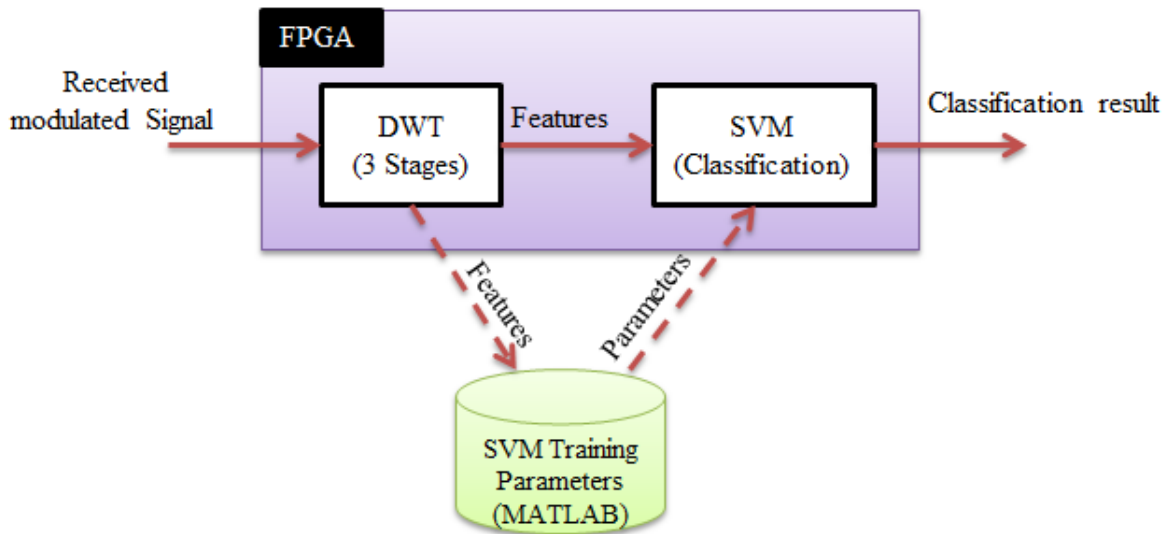 FPGA
Received
modulated Signal
DWT
(3 Stages)
Features
SVM
(Classification)
Classification result
Features
Parameters
SVM Training
Parameters
(MATLAB)